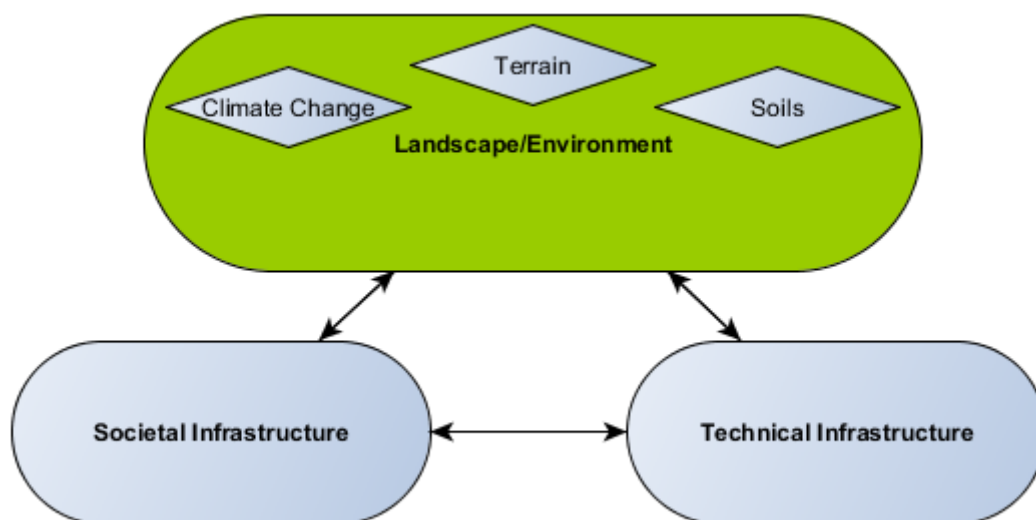 Terrain
Climate Change
Soils
Landscape/Environment
Societal Infrastructure
Technical Infrastructure